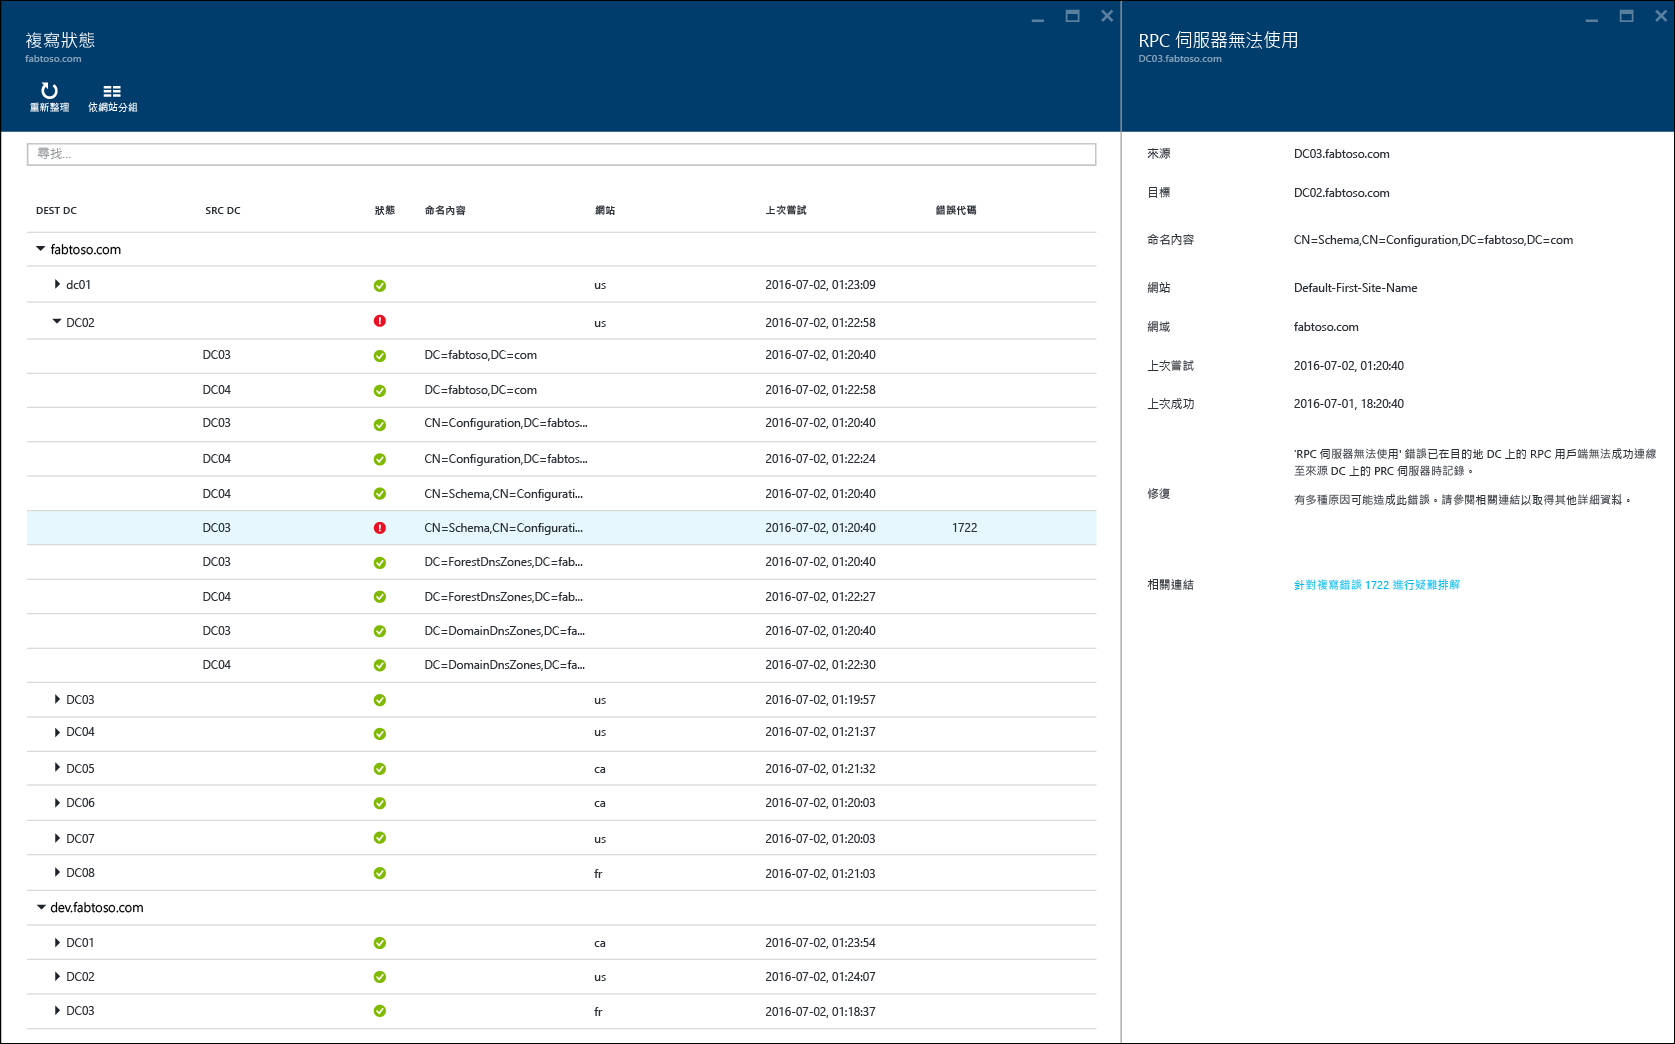 複寫狀態
fabtoso.com
重新整理 依網站分組
尋找...
DEST DC SRC DC 狀態 命名內容 網站 上次嘗試 錯誤代碼
fabtoso.com
dc01 us 2016-07-02, 01:23:09
DC02 us 2016-07-02, 01:22:58
DC03 DC=fabtoso,DC=com 2016-07-02, 01:20:40
DC04 DC=fabtoso,DC=com 2016-07-02, 01:22:58
DC03 CN=Configuration,DC=fabtos... 2016-07-02, 01:20:40
DC04 CN=Configuration,DC=fabtos... 2016-07-02, 01:22:24
DC04 CN=Schema,CN=Configurati... 2016-07-02, 01:20:40
DC03 CN=Schema,CN=Configurati... 2016-07-02, 01:20:40 1722
DC03 DC=ForestDnsZones,DC=fab... 2016-07-02, 01:20:40
DC04 DC=ForestDnsZones,DC=fab... 2016-07-02, 01:22:27
DC03 DC=DomainDnsZones,DC=fa... 2016-07-02, 01:20:40
DC04 DC=DomainDnsZones,DC=fa... 2016-07-02, 01:22:30
DC03 us 2016-07-02, 01:19:57
DC04 us 2016-07-02, 01:21:37
DC05 ca 2016-07-02, 01:21:32
DC06 ca 2016-07-02, 01:20:03
DC07 us 2016-07-02, 01:20:03
DC08 fr 2016-07-02, 01:21:03
dev.fabtoso.com
DC01 ca 2016-07-02, 01:23:54
DC02 us 2016-07-02, 01:24:07
DC03 fr 2016-07-02, 01:18:37
RPC 伺服器無法使用
DC03.fabtoso.com
來源 DC03.fabtoso.com
目標 DC02.fabtoso.com
命名內容 CN=Schema,CN=Configuration,DC=fabtoso,DC=com
網站 Default-First-Site-Name
網域 fabtoso.com
上次嘗試 2016-07-02, 01:20:40
上次成功 2016-07-01, 18:20:40
'RPC 伺服器無法使用' 錯誤已在目的地 DC 上的 RPC 用戶端無法成功連線
至來源 DC 上的 PRC 伺服器時記錄。
修復 有多種原因可能造成此錯誤。請參閱相關連結以取得其他詳細資料。
相關連結 針對複寫錯誤 1722 進行疑難排解